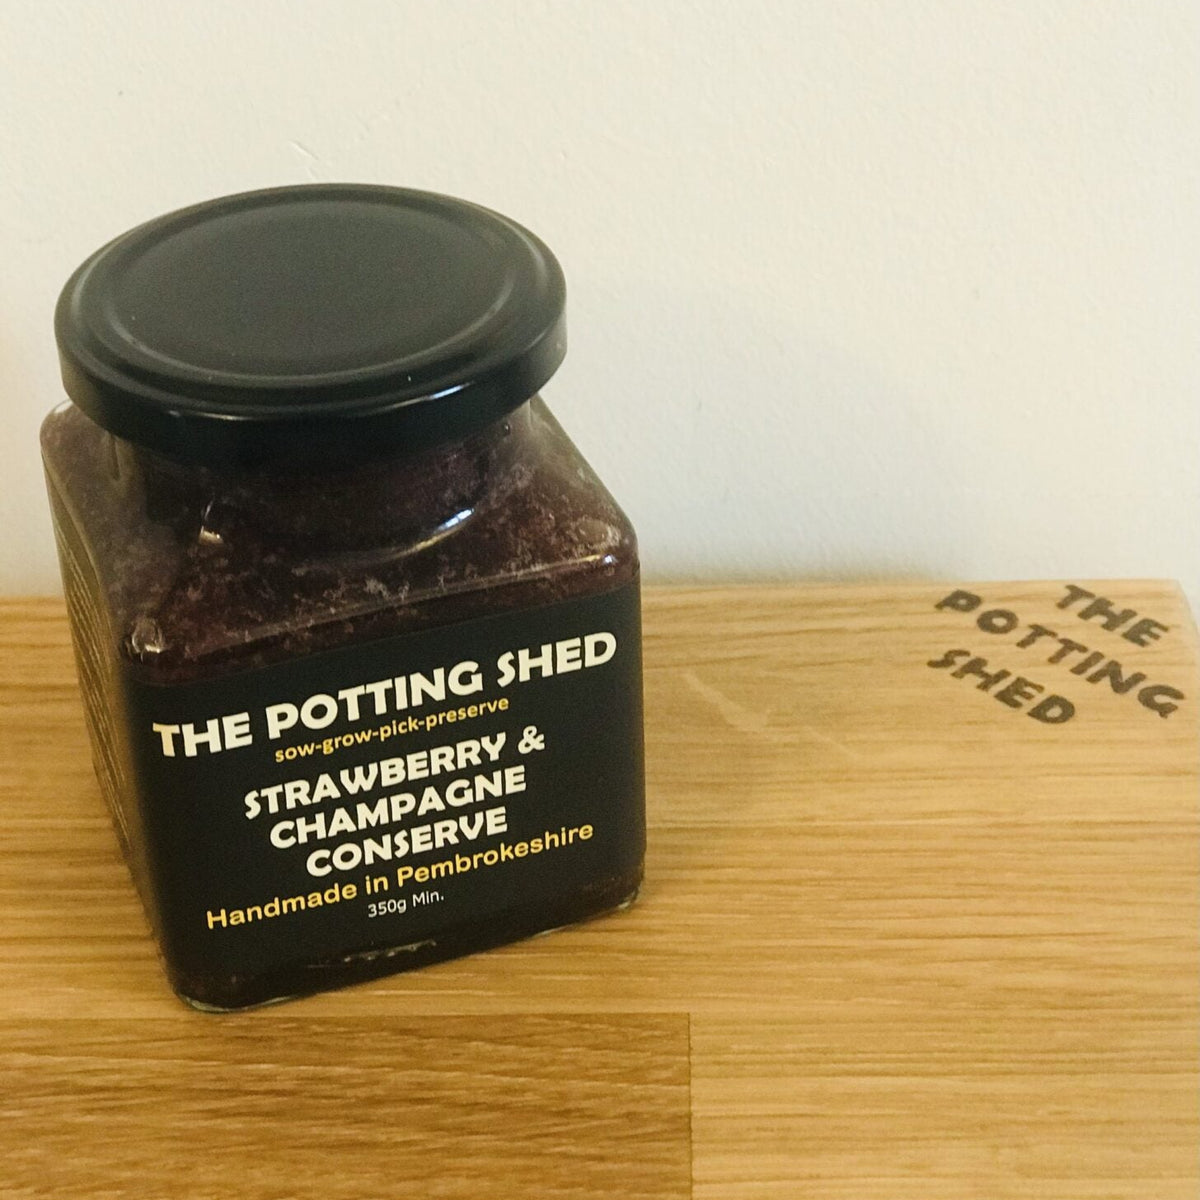 THE POTTING SHED
sow-grow-pick-preserve
STRAWBERRY &
CHAMPAGNE
CONSERVE
Handmade in Pembrokeshire
350g Min.
THE
POTTING
SHED